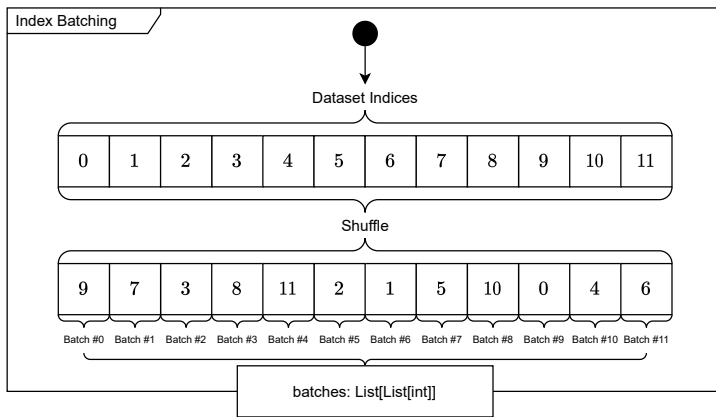 Index Batching
Dataset Indices
0 1 2 3 4 5 6 7 8 9 10 11
Shuffle
9 7 3 8 11 2 1 5 10 0 4 6
Batch #0 Batch #1 Batch #2 Batch #3 Batch #4 Batch #5 Batch #6 Batch #7 Batch #8 Batch #9 Batch #10 Batch #11
batches: List[List[int]]